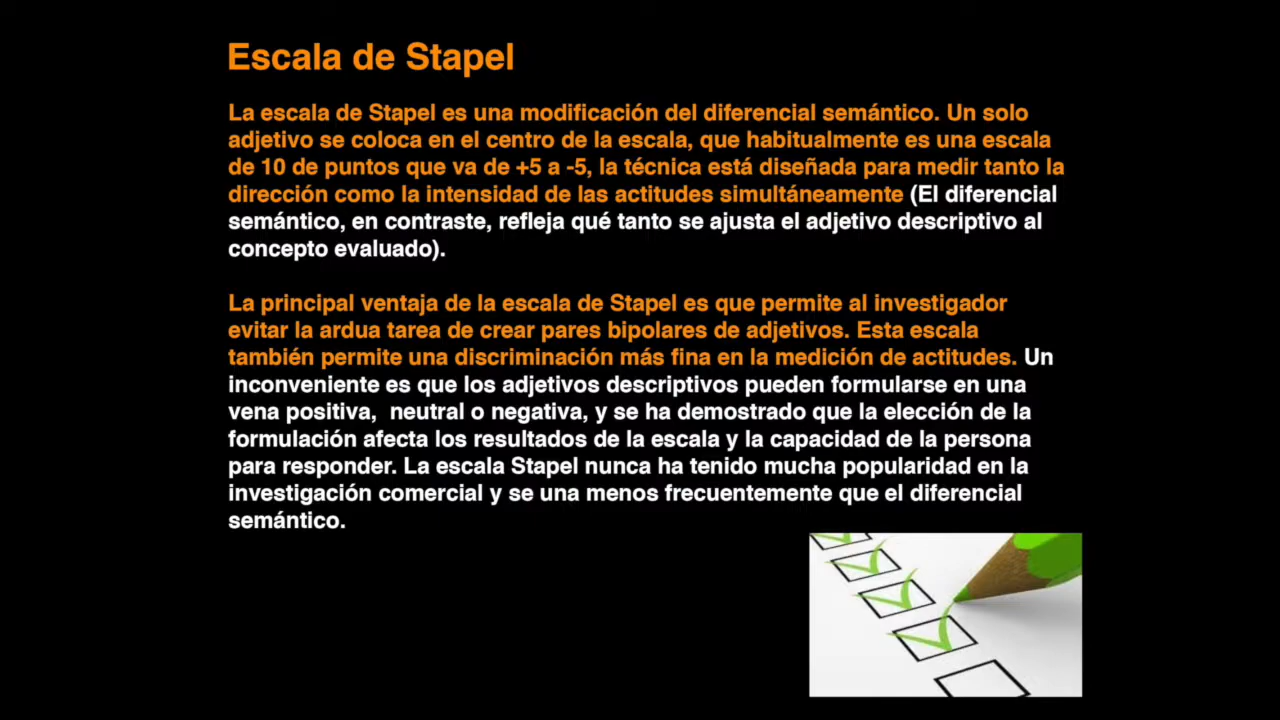 Escala de Stapel
La escala de Stapel es una modificación del diferencial semántico. Un solo
adjetivo se coloca en el centro de la escala, que habitualmente es una escala
de 10 de puntos que va de +5 a -5, la técnica está diseñada para medir tanto la
dirección como la intensidad de las actitudes simultáneamente (El diferencial
semántico, en contraste, refleja qué tanto se ajusta el adjetivo descriptivo al
concepto evaluado).
La principal ventaja de la escala de Stapel es que permite al investigador
evitar la ardua tarea de crear pares bipolares de adjetivos. Esta escala
también permite una discriminación más fina en la medición de actitudes. Un
inconveniente es que los adjetivos descriptivos pueden formularse en una
vena positiva,  neutral o negativa, y se ha demostrado que la elección de la
formulación afecta los resultados de la escala y la capacidad de la persona
para responder. La escala Stapel nunca ha tenido mucha popularidad en la
investigación comercial y se una menos frecuentemente que el diferencial
semántico.